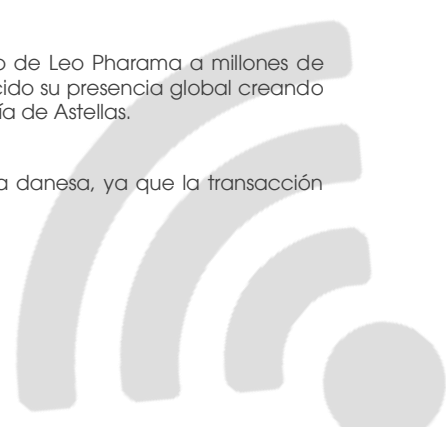 o de Leo Pharama a millones de
cido su presencia global creando
ía de Astellas.
a danesa, ya que la transacción